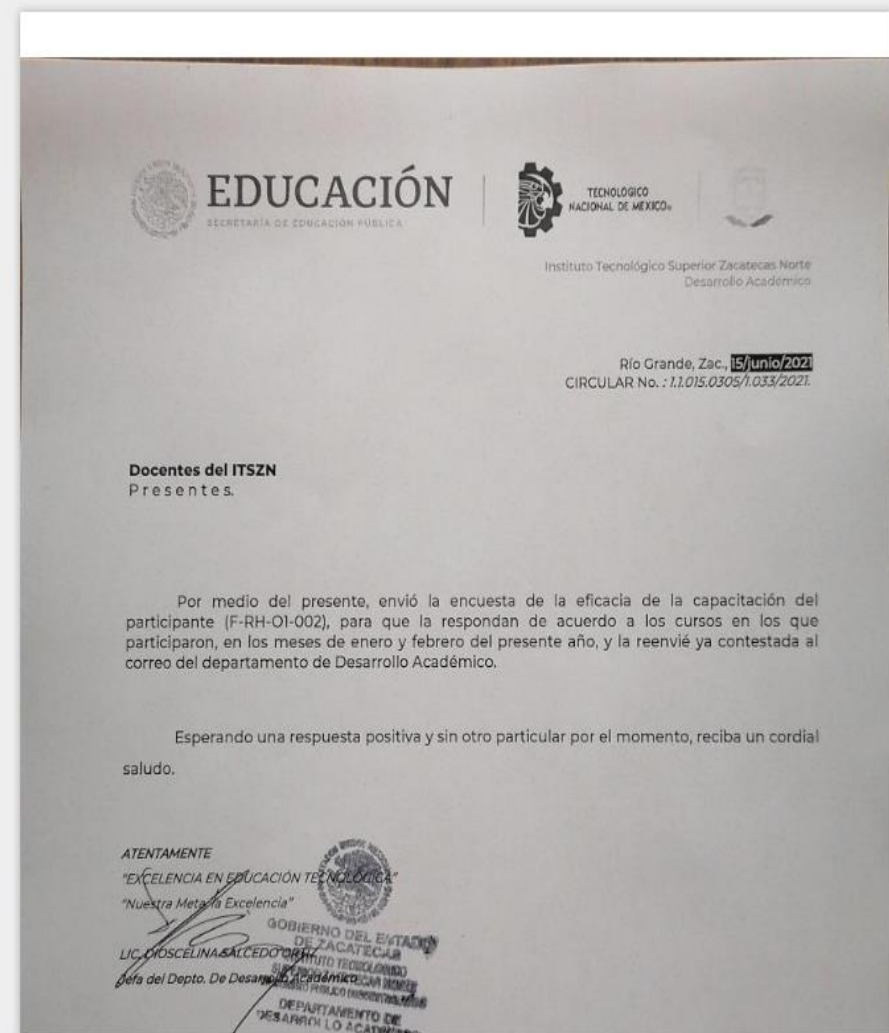 EDUCACIÓN
SECRETARÍA DE EDUCACIÓN PÚBLICA
TECNOLÓGICO
NACIONAL DE MÉXICO®
Instituto Tecnológico Superior Zacatecas Norte
Desarrollo Académico
Río Grande, Zac., 15/junio/2021
CIRCULAR No. : 1.1.015.0305/1.033/2021.
Docentes del ITSZN
Presentes.
Por medio del presente, envió la encuesta de la eficacia de la capacitación del
participante (F-RH-O1-002), para que la respondan de acuerdo a los cursos en los que
participaron, en los meses de enero y febrero del presente año, y la reenvié ya contestada al
correo del departamento de Desarrollo Académico.
Esperando una respuesta positiva y sin otro particular por el momento, reciba un cordial
saludo.
ATENTAMENTE
"EXCELENCIA EN EDUCACIÓN TECNOLÓGICA"
"Nuestra Meta la Excelencia"
GOBIERNO DEL ESTADO
DE ZACATECAS
LIC. DIOSCELINA SALCEDO ORTIZ
Jefa del Depto. De Desarrollo Académico
DEPARTAMENTO DE
DESARROLLO